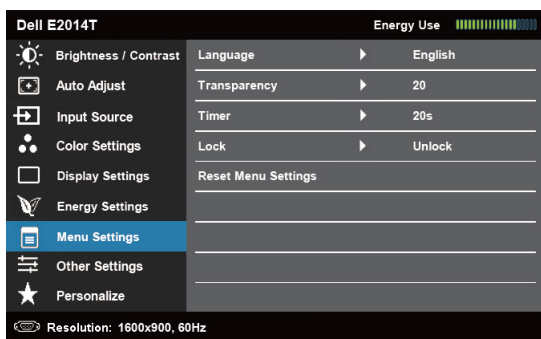 Dell E2014T Energy Use
Brightness / Contrast Language English
Auto Adjust Transparency 20
Input Source Timer 20s
Color Settings Lock Unlock
Display Settings Reset Menu Settings
Energy Settings
Menu Settings
Other Settings
Personalize
Resolution: 1600x900, 60Hz